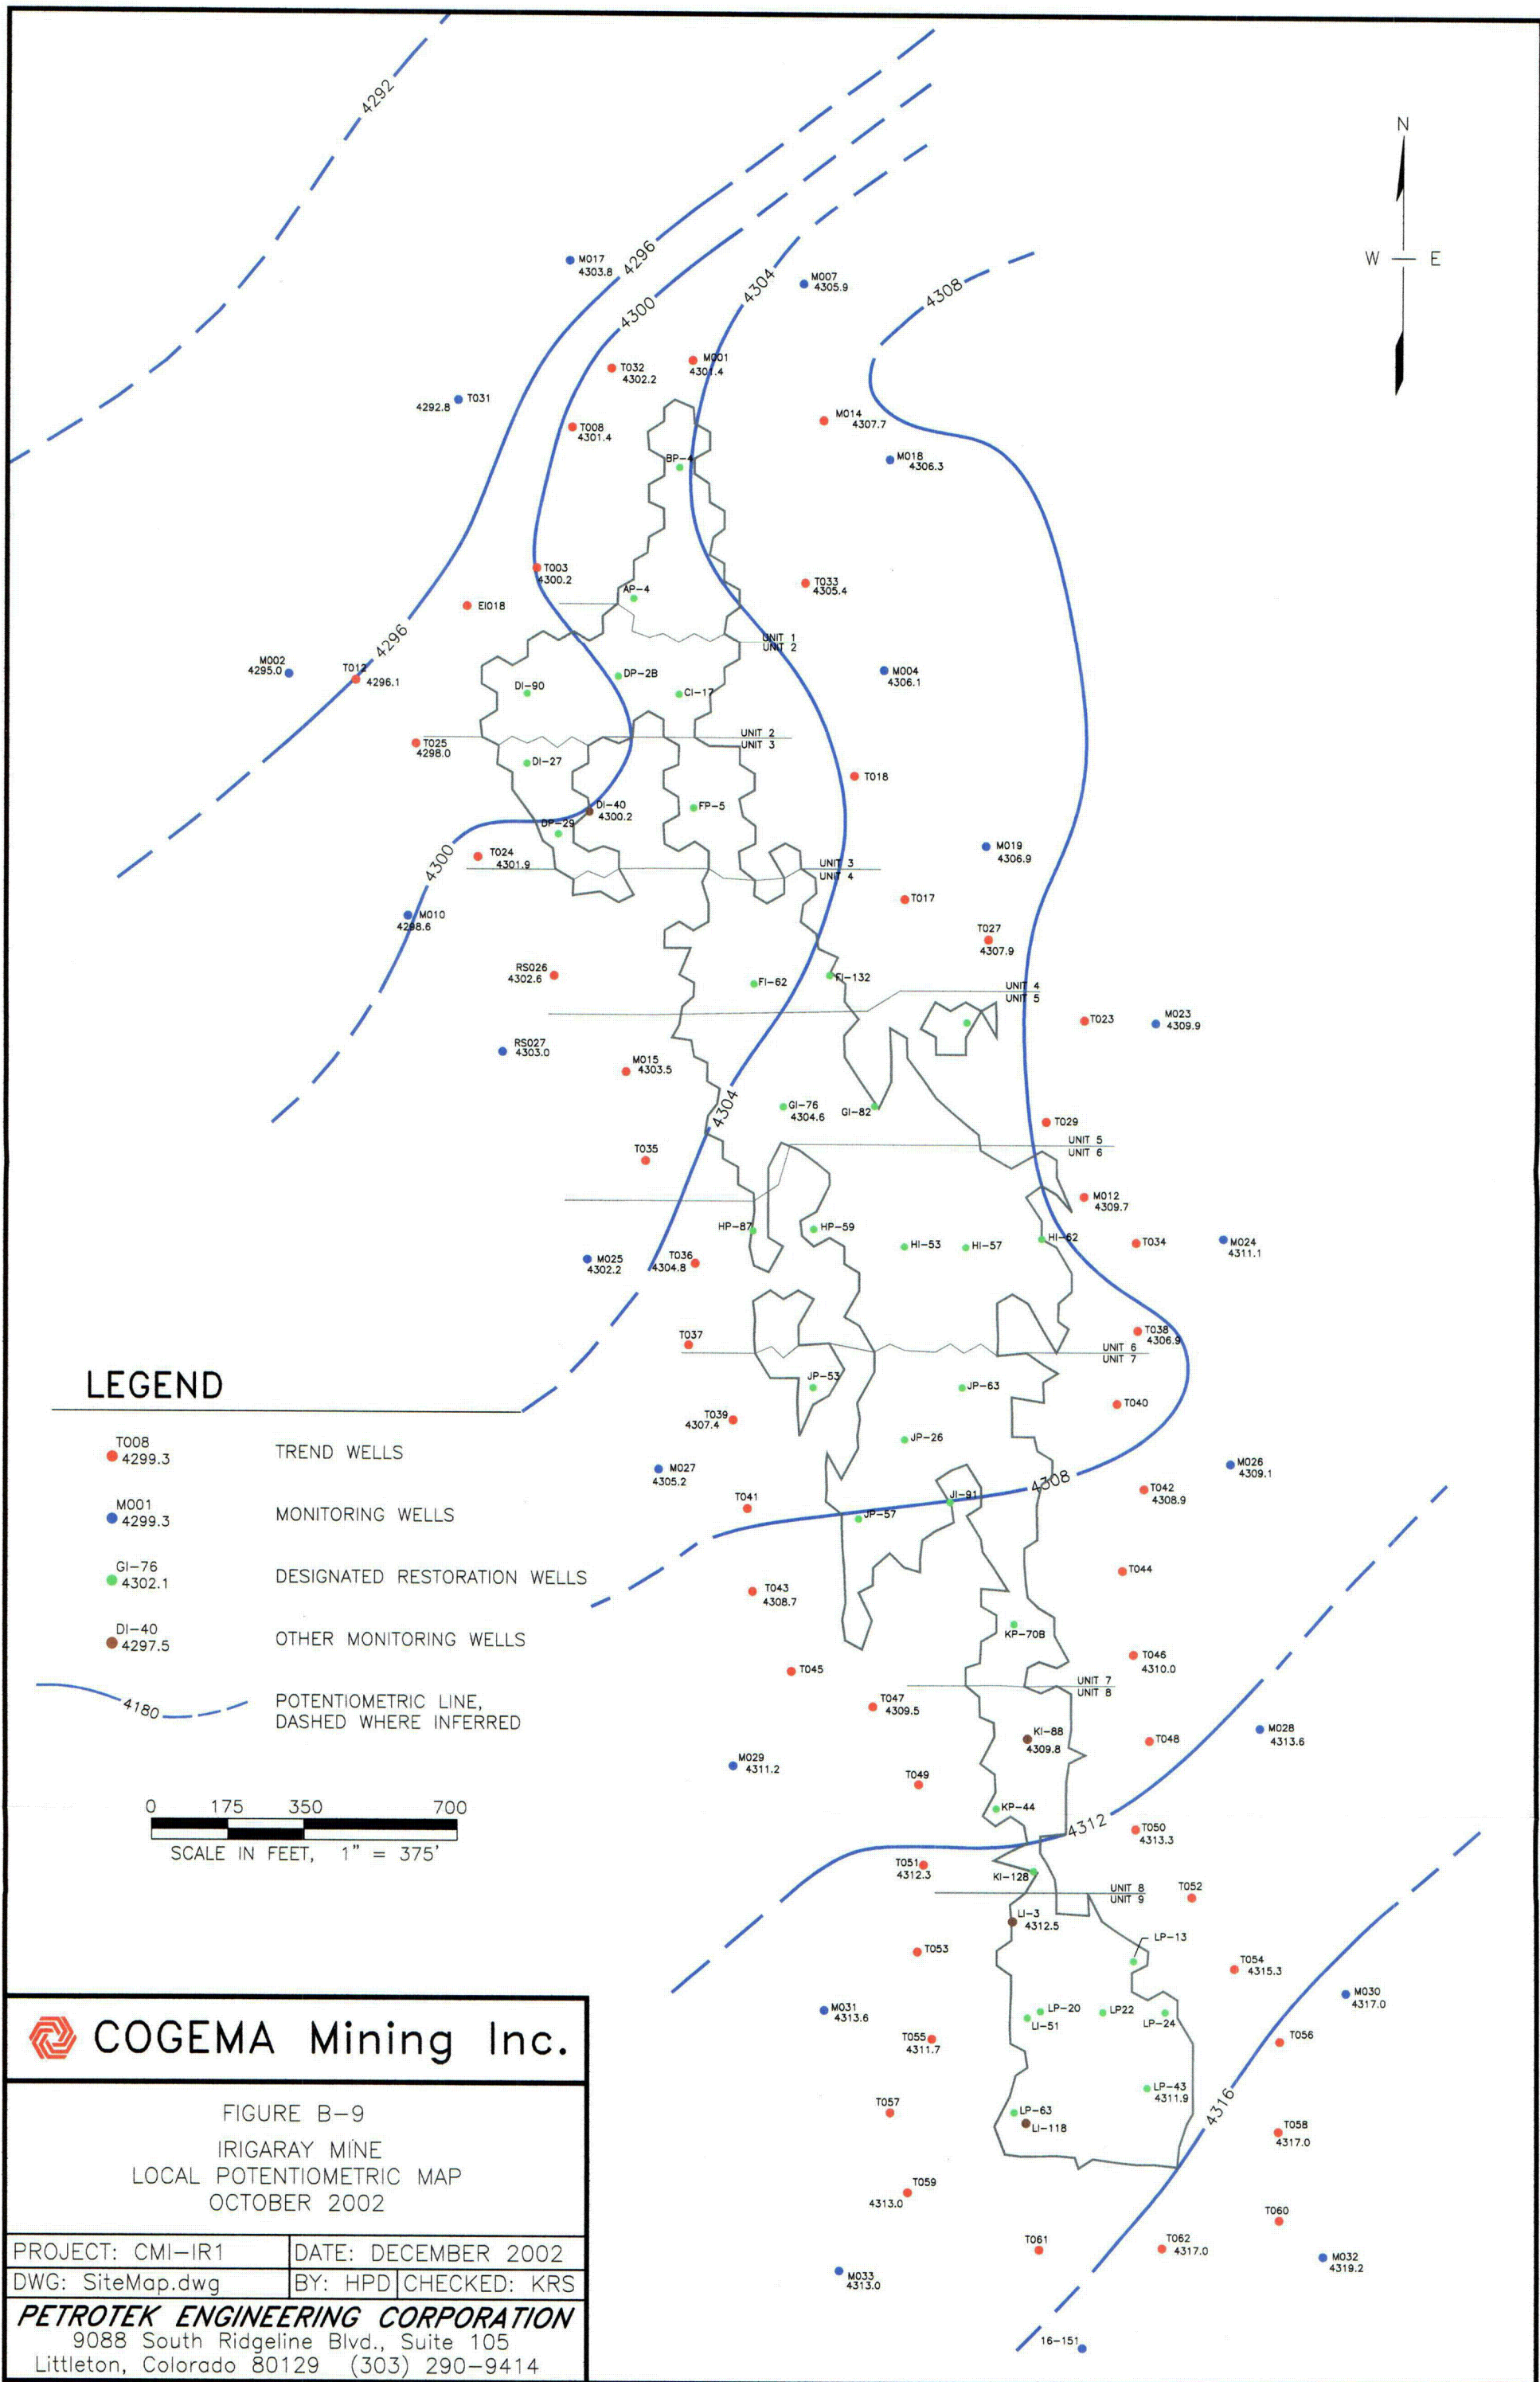 4292
N
W E
M017
4303.8
4296
4300
4304
M007
4305.9
4308
T032
4302.2
M001
4301.4
T031
4292.8
T008
4301.4
M014
4307.7
M018
4306.3
BP-4
T003
4300.2
T033
4305.4
AP-4
EI018
UNIT 1
UNIT 2
4296
M002
4295.0
T012
4296.1
DP-2B
DI-90
CI-17
M004
4306.1
UNIT 2
UNIT 3
T025
4298.0
DI-27
T018
DI-40
4300.2
FP-5
DP-29
M019
4306.9
T024
4301.9
4300
UNIT 3
UNIT 4
T017
M010
4298.6
T027
4307.9
RS026
4302.6
FI-62
FI-132
UNIT 4
UNIT 5
T023
M023
4309.9
RS027
4303.0
M015
4303.5
4304
GI-76
4304.6
GI-82
T029
UNIT 5
UNIT 6
T035
M012
4309.7
HP-87
HP-59
HI-53
HI-57
HI-62
T034
M024
4311.1
M025
4302.2
T036
4304.8
T037
T038
4306.9
UNIT 6
UNIT 7
JP-53
JP-63
T040
T039
4307.4
JP-26
M027
4305.2
M026
4309.1
4308
T042
4308.9
T041
JI-91
JP-57
T043
4308.7
T044
KP-70B
T046
4310.0
T045
UNIT 7
UNIT 8
T047
4309.5
KI-88
4309.8
T048
M028
4313.6
M029
4311.2
T049
KP-44
4312
T050
4313.3
T051
4312.3
KI-128
UNIT 8
UNIT 9
T052
LI-3
4312.5
LP-13
T053
T054
4315.3
M030
4317.0
M031
4313.6
LP-20
LI-51
LP22
LP-24
T055
4311.7
T056
LP-43
4311.9
4316
T057
LP-63
LI-118
T058
4317.0
T059
4313.0
T060
T061
T062
4317.0
M032
4319.2
M033
4313.0
16-151
LEGEND
T008
4299.3
TREND WELLS
M001
4299.3
MONITORING WELLS
GI-76
4302.1
DESIGNATED RESTORATION WELLS
DI-40
4297.5
OTHER MONITORING WELLS
4180
POTENTIOMETRIC LINE,
DASHED WHERE INFERRED
0 175 350 700
SCALE IN FEET, 1" = 375'
COGEMA Mining Inc.
FIGURE B-9
IRIGARAY MINE
LOCAL POTENTIOMETRIC MAP
OCTOBER 2002
PROJECT: CMI-IR1 DATE: DECEMBER 2002
DWG: SiteMap.dwg BY: HPD CHECKED: KRS
PETROTEK ENGINEERING CORPORATION
9088 South Ridgeline Blvd., Suite 105
Littleton, Colorado 80129 (303) 290-9414